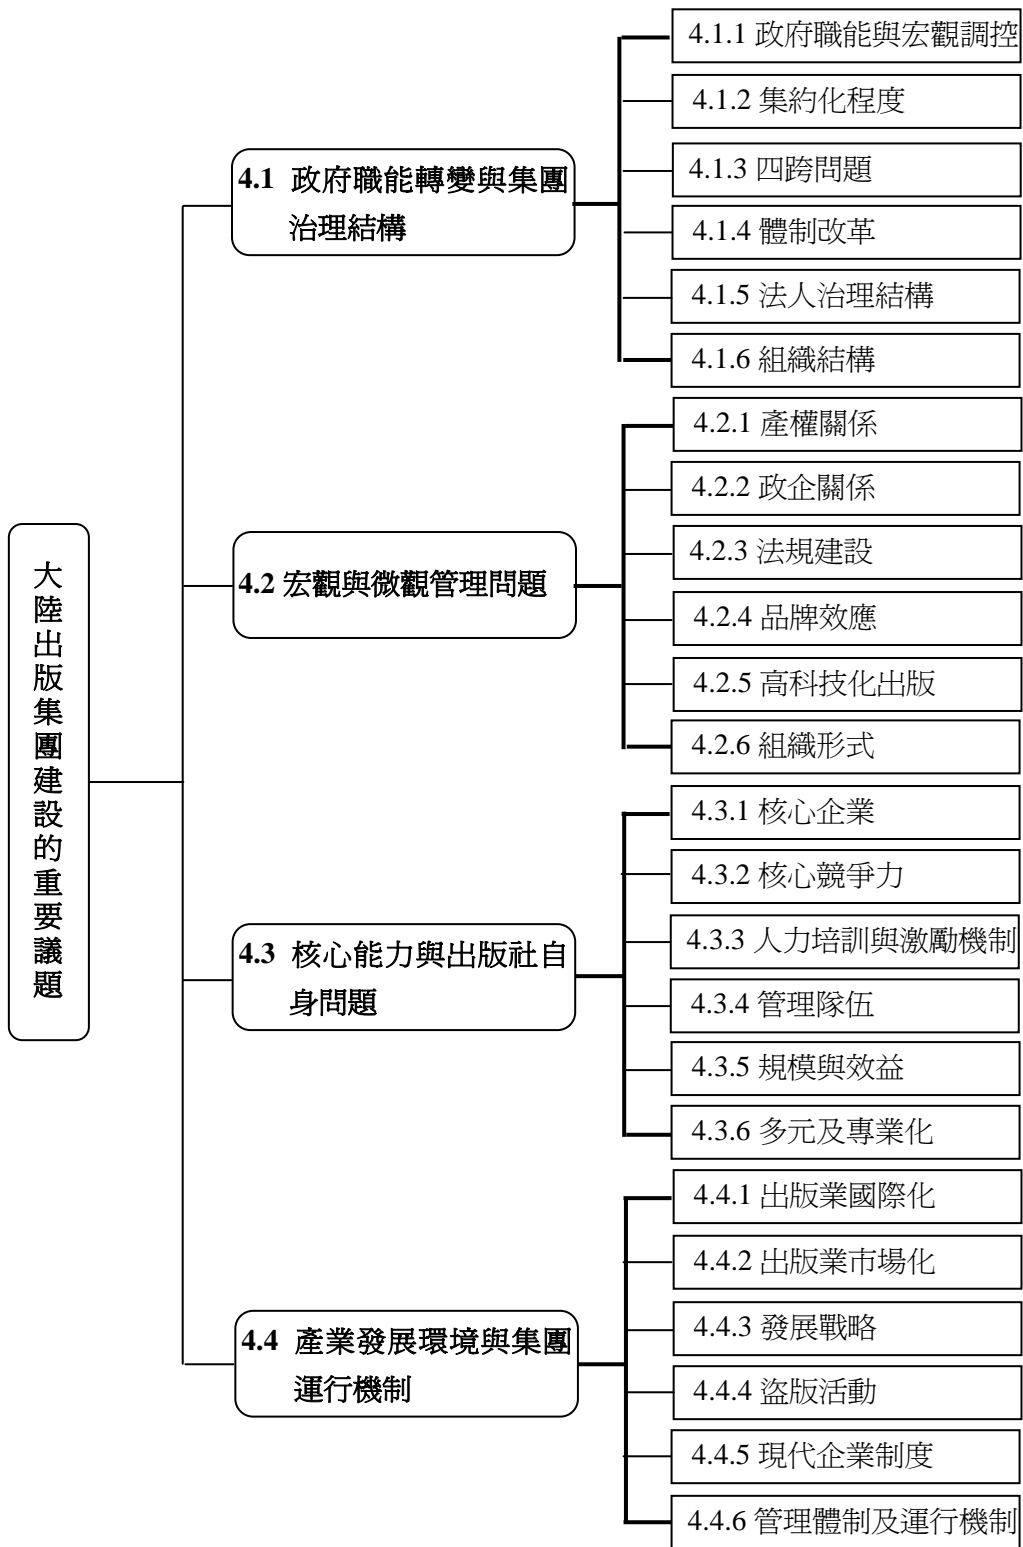 大陸出版集團建設的重要議題
4.1 政府職能轉變與集團
治理結構
4.1.1 政府職能與宏觀調控
4.1.2 集約化程度
4.1.3 四跨問題
4.1.4 體制改革
4.1.5 法人治理結構
4.1.6 組織結構
4.2 宏觀與微觀管理問題
4.2.1 產權關係
4.2.2 政企關係
4.2.3 法規建設
4.2.4 品牌效應
4.2.5 高科技化出版
4.2.6 組織形式
4.3 核心能力與出版社自
身問題
4.3.1 核心企業
4.3.2 核心競爭力
4.3.3 人力培訓與激勵機制
4.3.4 管理隊伍
4.3.5 規模與效益
4.3.6 多元及專業化
4.4 產業發展環境與集團
運行機制
4.4.1 出版業國際化
4.4.2 出版業市場化
4.4.3 發展戰略
4.4.4 盜版活動
4.4.5 現代企業制度
4.4.6 管理體制及運行機制